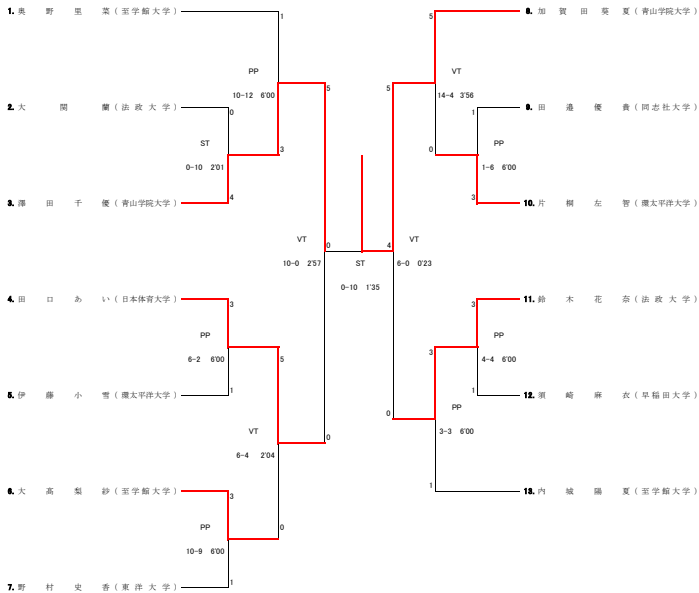 1. 奥野里菜（至学館大学）
1
PP
10-12 6'00
2. 大関蘭（法政大学）
0
ST
0-10 2'01
3. 澤田千優（青山学院大学）
4
3
5
VT
10-0 2'57
0
4. 田口あい（日本体育大学）
3
PP
6-2 6'00
5
5. 伊藤小雪（環太平洋大学）
1
VT
6-4 2'04
0
6. 大髙梨紗（至学館大学）
3
PP
10-9 6'00
0
7. 野村史香（東洋大学）
1
ST
0-10 1'35
8. 加賀田葵夏（青山学院大学）
5
VT
14-4 3'56
5
9. 田邉優貴（同志社大学）
1
PP
1-6 6'00
0
10. 片桐左智（環太平洋大学）
3
4
VT
6-0 0'23
11. 鈴木花奈（法政大学）
3
PP
4-4 6'00
3
12. 須崎麻衣（早稲田大学）
1
PP
3-3 6'00
0
13. 内城陽夏（至学館大学）
1